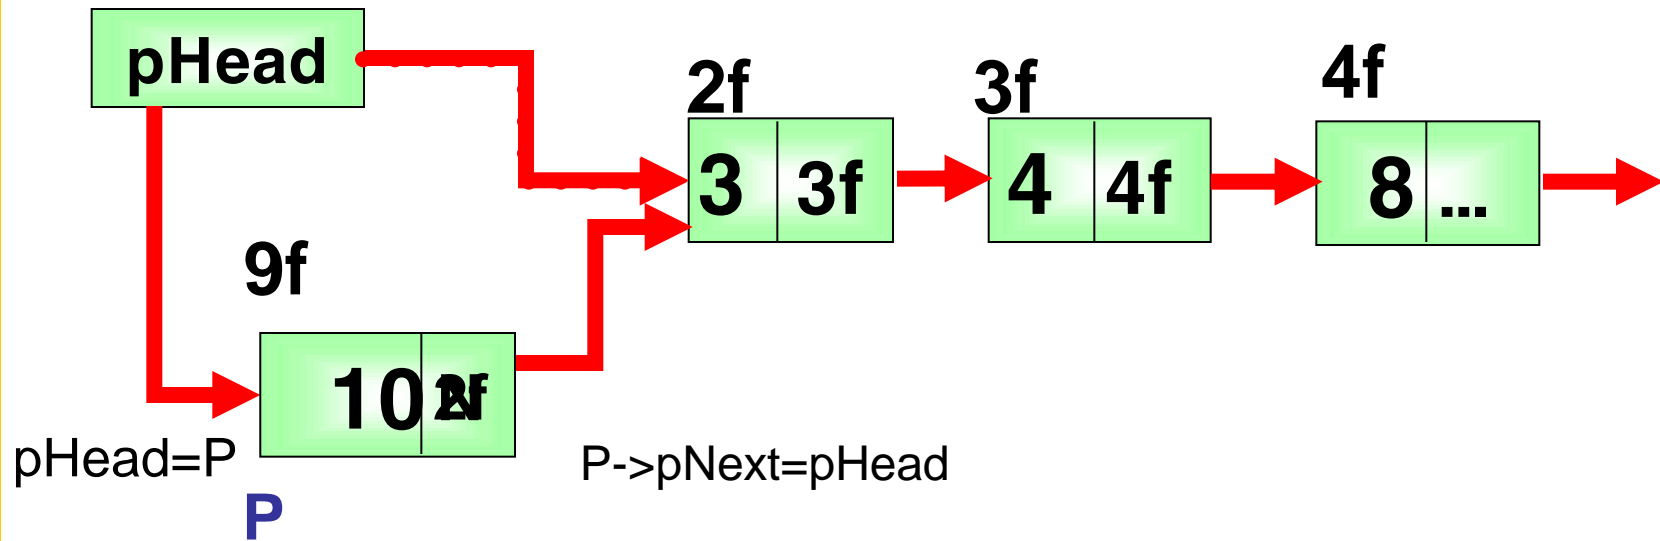 pHead
2f
3f
4f
3 3f
4 4f
8 ...
9f
10
pHead=P
P->pNext=pHead
P